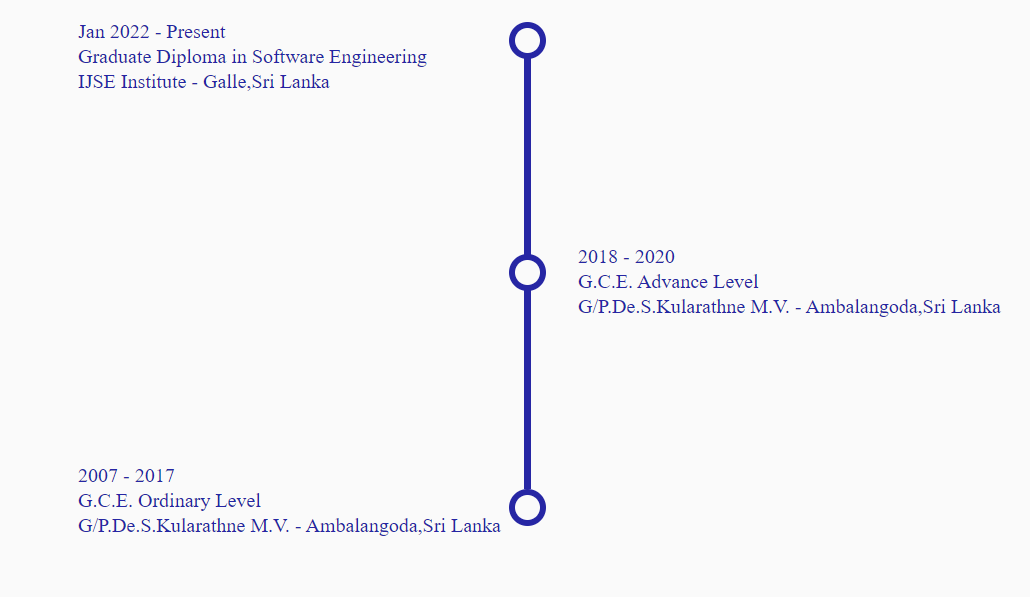 Jan 2022 - Present
Graduate Diploma in Software Engineering
IJSE Institute - Galle,Sri Lanka
2018 - 2020
G.C.E. Advance Level
G/P.De.S.Kularathne M.V. - Ambalangoda,Sri Lanka
2007 - 2017
G.C.E. Ordinary Level
G/P.De.S.Kularathne M.V. - Ambalangoda,Sri Lanka